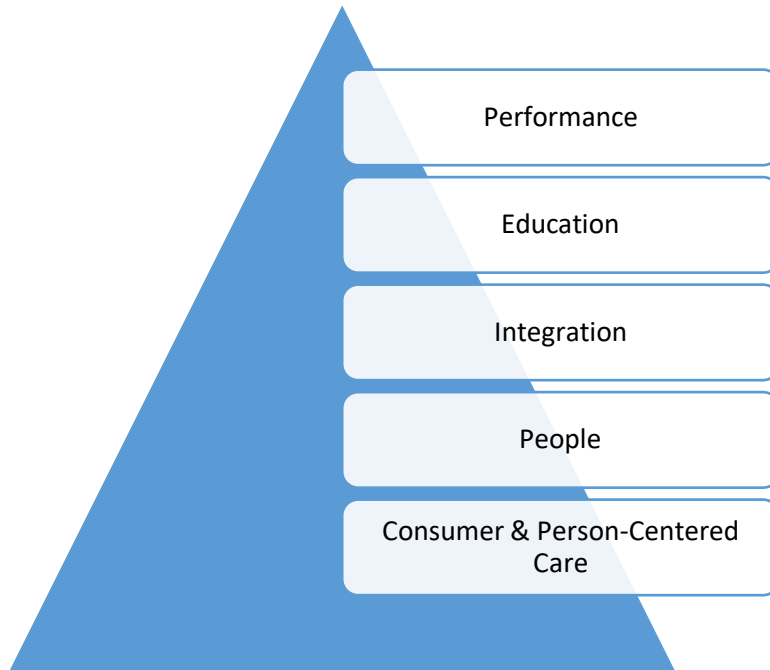 Performance
Education
Integration
People
Consumer & Person-Centered
Care